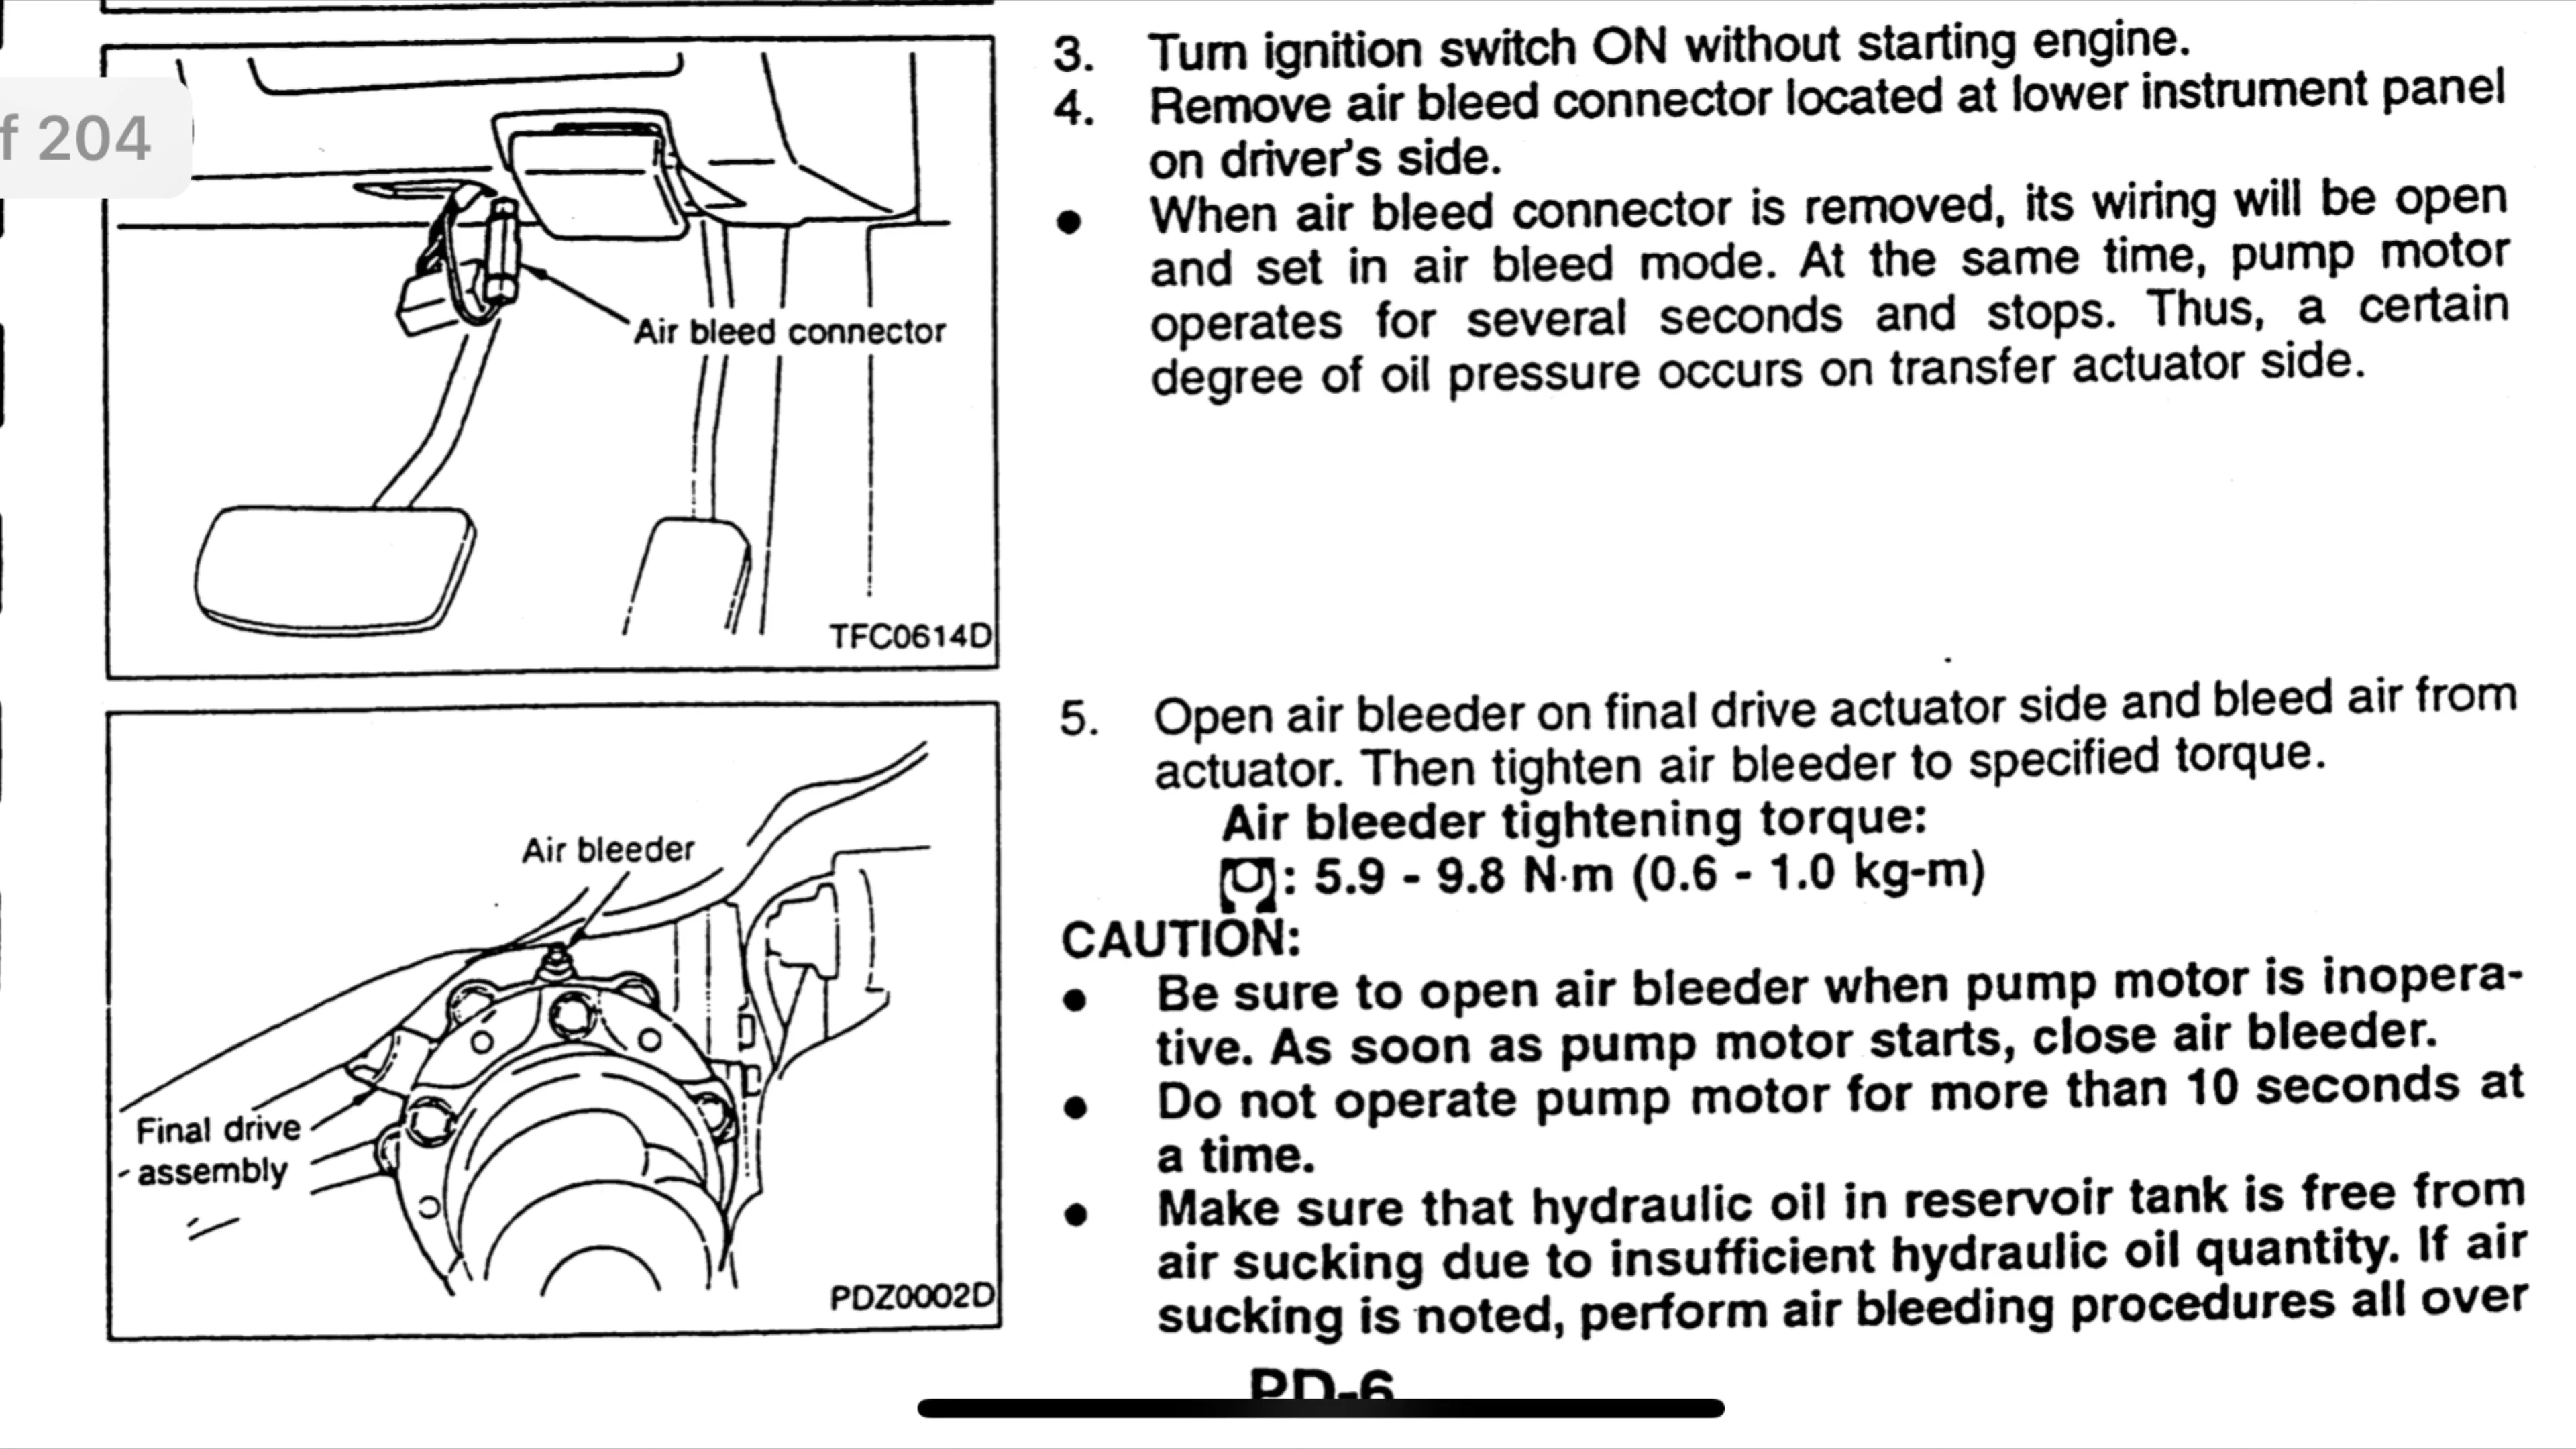 f 204
Air bleed connector
TFC0614D
3. Turn ignition switch ON without starting engine.
4. Remove air bleed connector located at lower instrument panel
on driver's side.
● When air bleed connector is removed, its wiring will be open
and set in air bleed mode. At the same time, pump motor
operates for several seconds and stops. Thus, a certain
degree of oil pressure occurs on transfer actuator side.
Air bleeder
Final drive
assembly
PDZ0002D
5. Open air bleeder on final drive actuator side and bleed air from
actuator. Then tighten air bleeder to specified torque.
Air bleeder tightening torque:
: 5.9 - 9.8 N·m (0.6 - 1.0 kg-m)
CAUTION:
● Be sure to open air bleeder when pump motor is inopera-
tive. As soon as pump motor starts, close air bleeder.
● Do not operate pump motor for more than 10 seconds at
a time.
● Make sure that hydraulic oil in reservoir tank is free from
air sucking due to insufficient hydraulic oil quantity. If air
sucking is noted, perform air bleeding procedures all over
PD-6